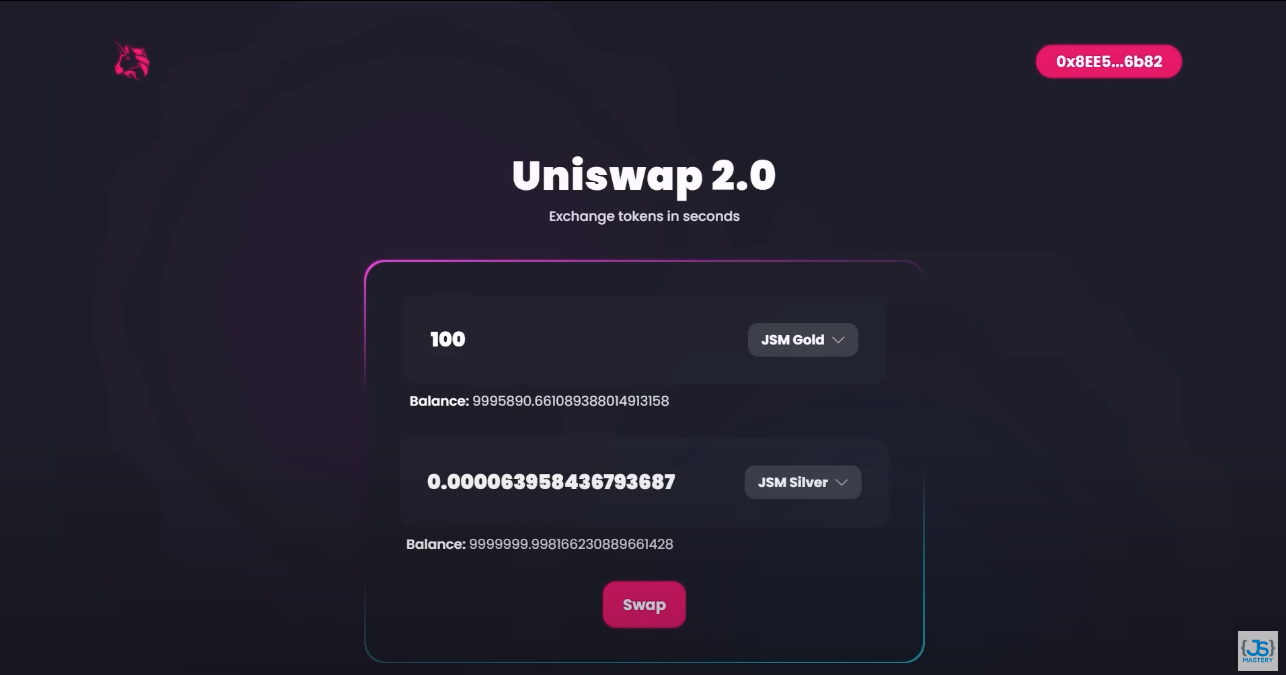 0x8EE5...6b82
Uniswap 2.0
Exchange tokens in seconds
100
JSM Gold
Balance: 9995890.661089388014913158
0.000063958436793687
JSM Silver
Balance: 9999999.998166230889661428
Swap
{JS}
MASTERY